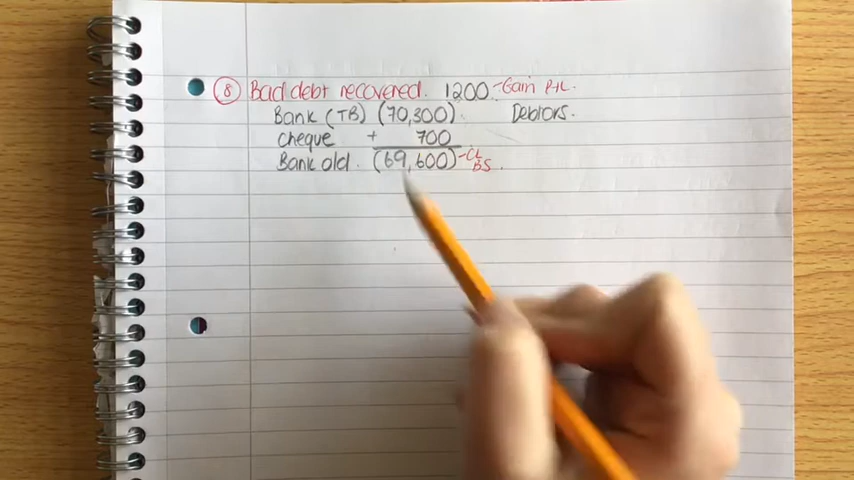 8 Bad debt recovered. 1200 - Gain P+L.
Bank (TB) (70,300). Debtors.
cheque + 700
Bank old. (69,600) - CL
BS.